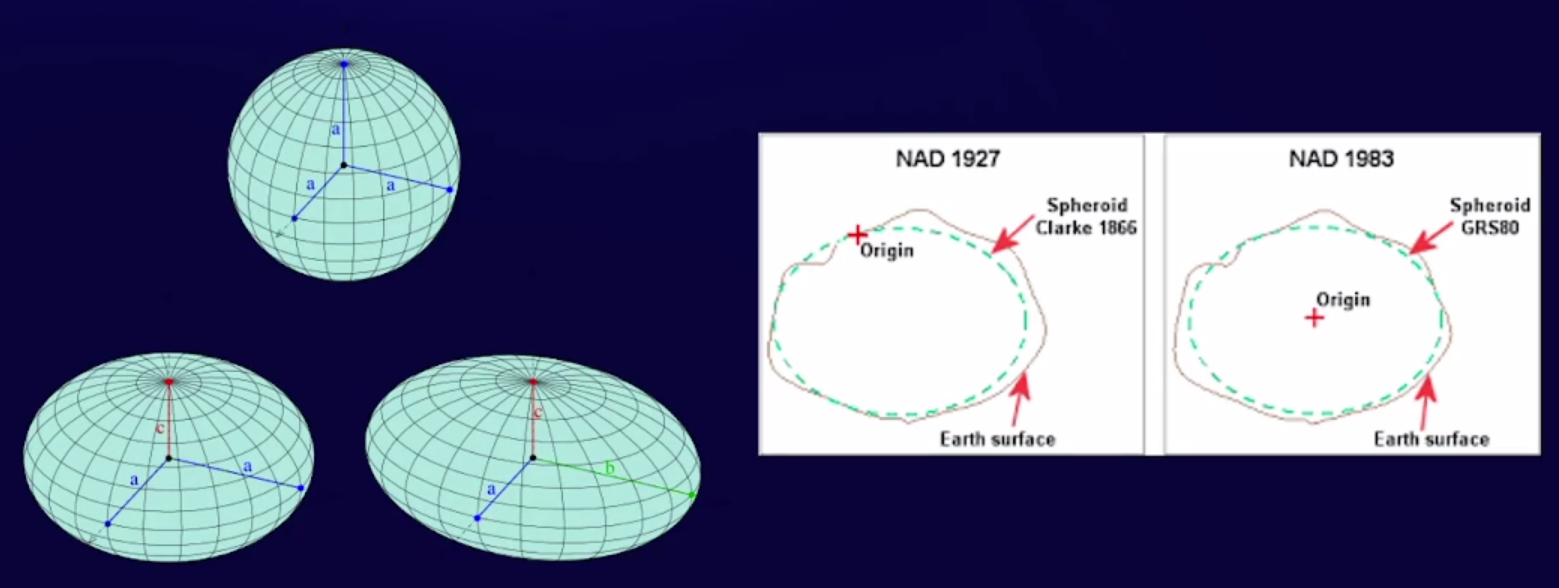 a
a
a
c
a
a
c
b
a
NAD 1927
Spheroid
Clarke 1866
Origin
Earth surface
NAD 1983
Spheroid
GRS80
Origin
Earth surface